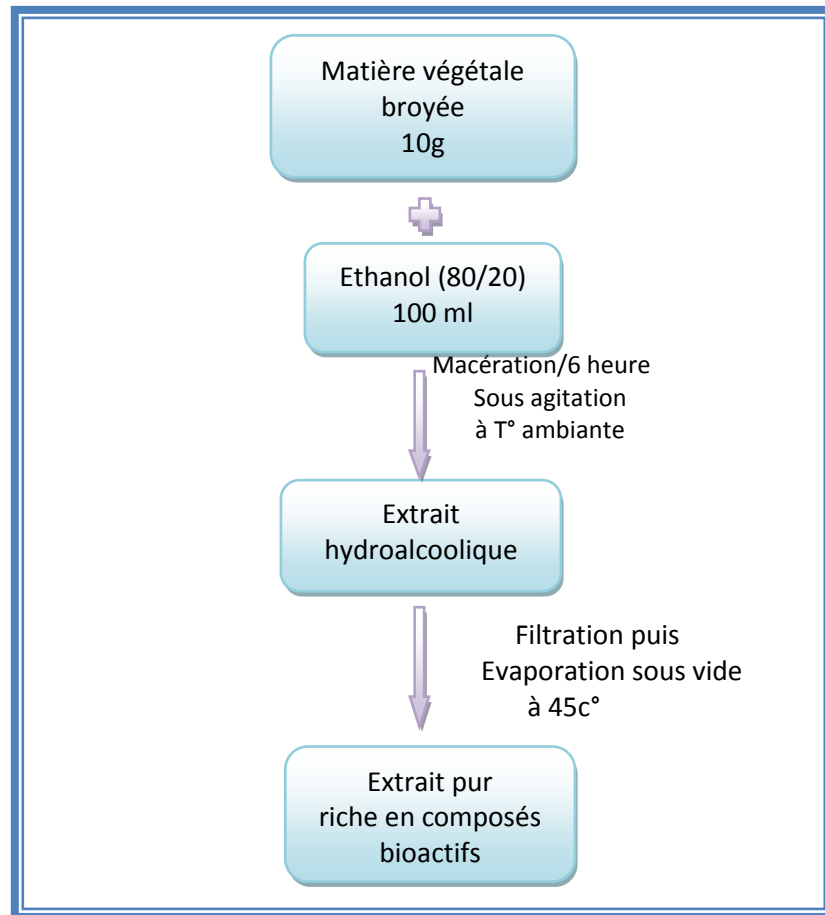 Matière végétale
broyée
10g
Ethanol (80/20)
100 ml
Macération/6 heure
Sous agitation
à T° ambiante
Extrait
hydroalcoolique
Filtration puis
Evaporation sous vide
à 45c°
Extrait pur
riche en composés
bioactifs